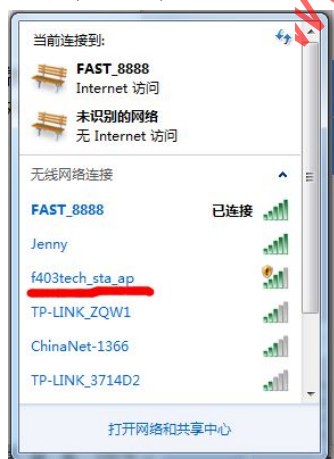 当前连接到:
FAST_8888
Internet 访问
未识别的网络
无 Internet 访问
无线网络连接
FAST_8888 已连接
Jenny
f403tech_sta_ap
TP-LINK_ZQW1
ChinaNet-1366
TP-LINK_3714D2
打开网络和共享中心